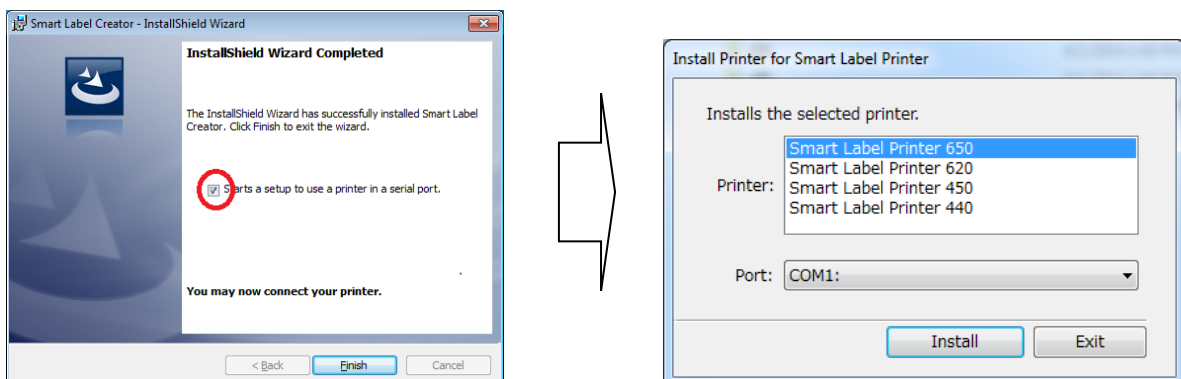 Smart Label Creator - InstallShield Wizard
InstallShield Wizard Completed
The InstallShield Wizard has successfully installed Smart Label
Creator. Click Finish to exit the wizard.
Starts a setup to use a printer in a serial port.
You may now connect your printer.
< Back
Finish
Cancel
Install Printer for Smart Label Printer
Installs the selected printer.
Printer:
Smart Label Printer 650
Smart Label Printer 620
Smart Label Printer 450
Smart Label Printer 440
Port: COM1:
Install
Exit